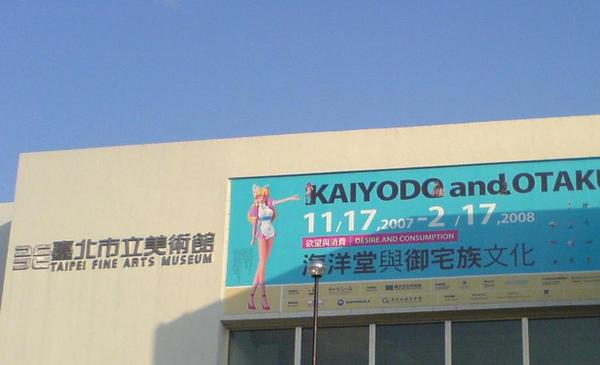 臺北市立美術館
TAIPEI FINE ARTS MUSEUM
KAIYODO and OTAKU
11/17,2007-2/17,2008
欲望與消費 DESIRE AND CONSUMPTION
海洋堂與御宅族文化
MOTOROLA